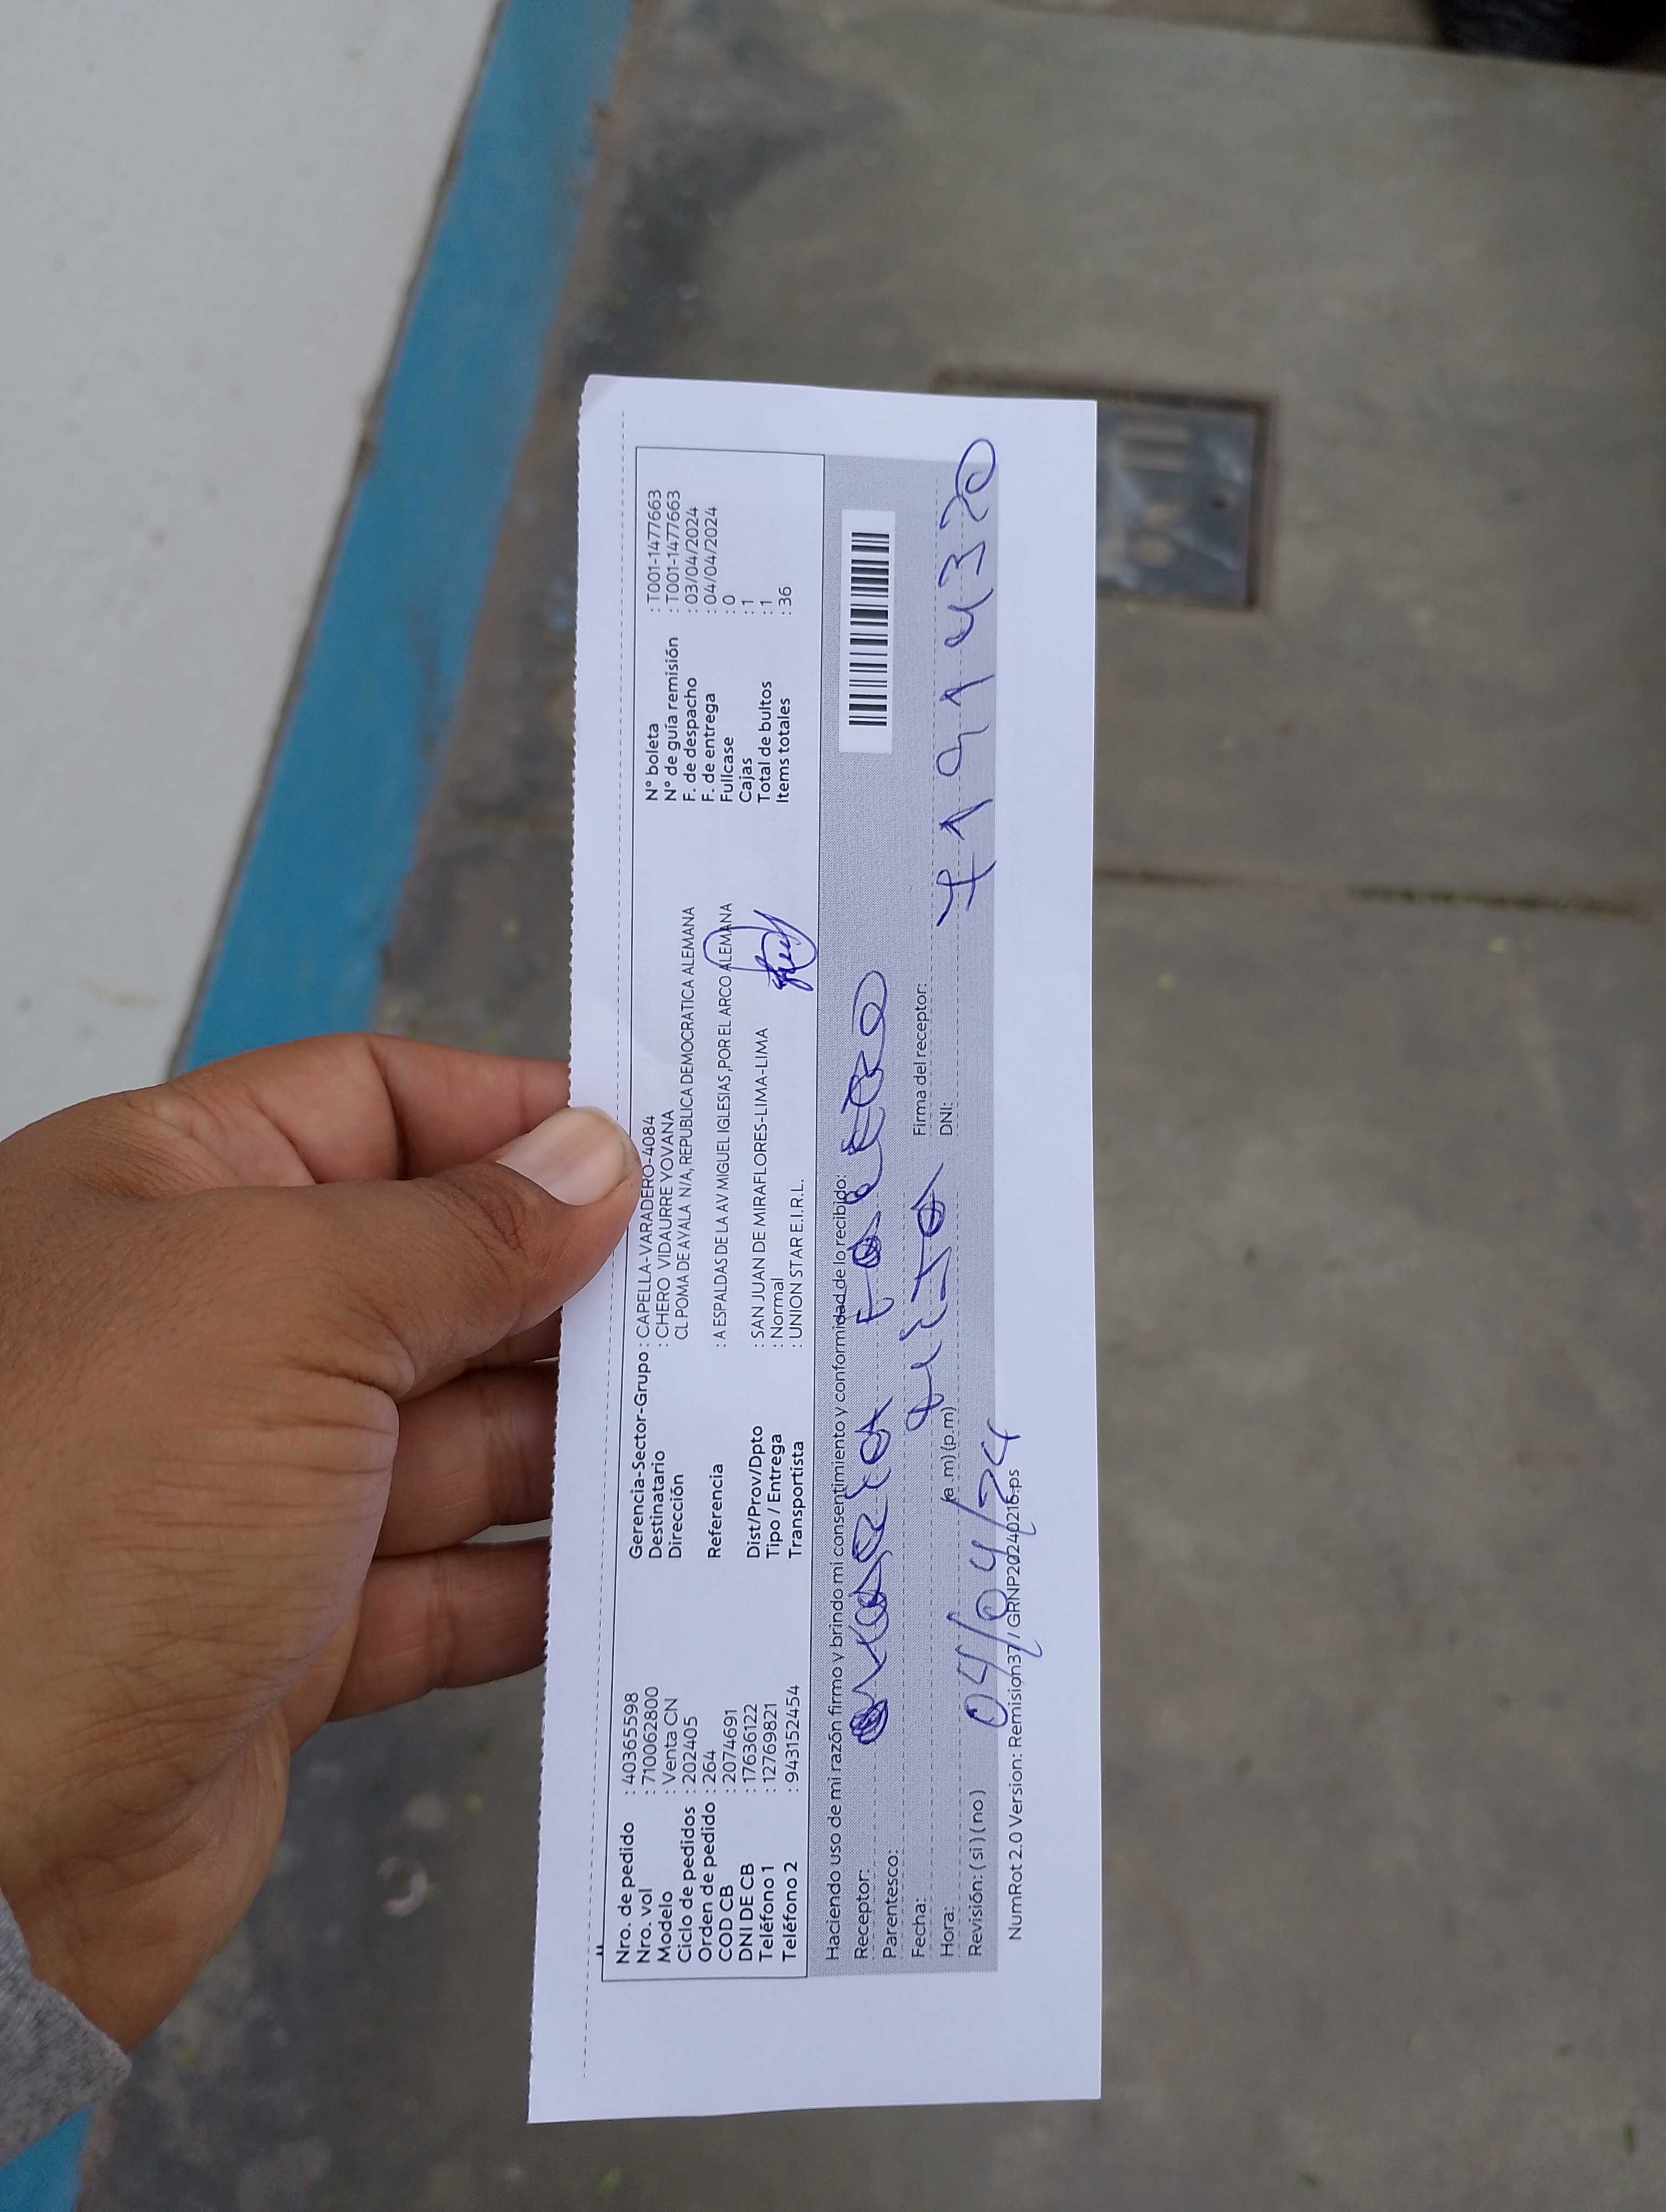 Nro. de pedido : 40365598
Nro. vol : 710062800
Modelo : Venta CN
Ciclo de pedidos : 202405
Orden de pedido : 264
COD CB : 2074691
DNI DE CB : 17636122
Teléfono 1 : 12769821
Teléfono 2 : 943152454
Gerencia-Sector-Grupo : CAPELLA-VARADERO-4084
Destinatario : CHERO VIDAURRE YOVANA
Dirección CL POMA DE AYALA N/A, REPUBLICA DEMOCRATICA ALEMANA
Referencia : A ESPALDAS DE LA AV MIGUEL IGLESIAS ,POR EL ARCO ALEMANA
Dist/Prov/Dpto : SAN JUAN DE MIRAFLORES-LIMA-LIMA
Tipo / Entrega : Normal
Transportista : UNION STAR E.I.R.L.
N° boleta : T001-1477663
N° de guía remisión : T001-1477663
F. de despacho : 03/04/2024
F. de entrega : 04/04/2024
Fullcase : 0
Cajas : 1
Total de bultos : 1
Items totales : 36
Haciendo uso de mi razón firmo y brindo mi consentimiento y conformidad de lo recibido:
Receptor:
Parentesco:
Fecha: Firma del receptor:
Hora: (a.m) (p.m) DNI:
04/04/24
Revisión: ( si ) ( no )
NumRot 2.0 Version: Remision37 / GRNP20240216.ps